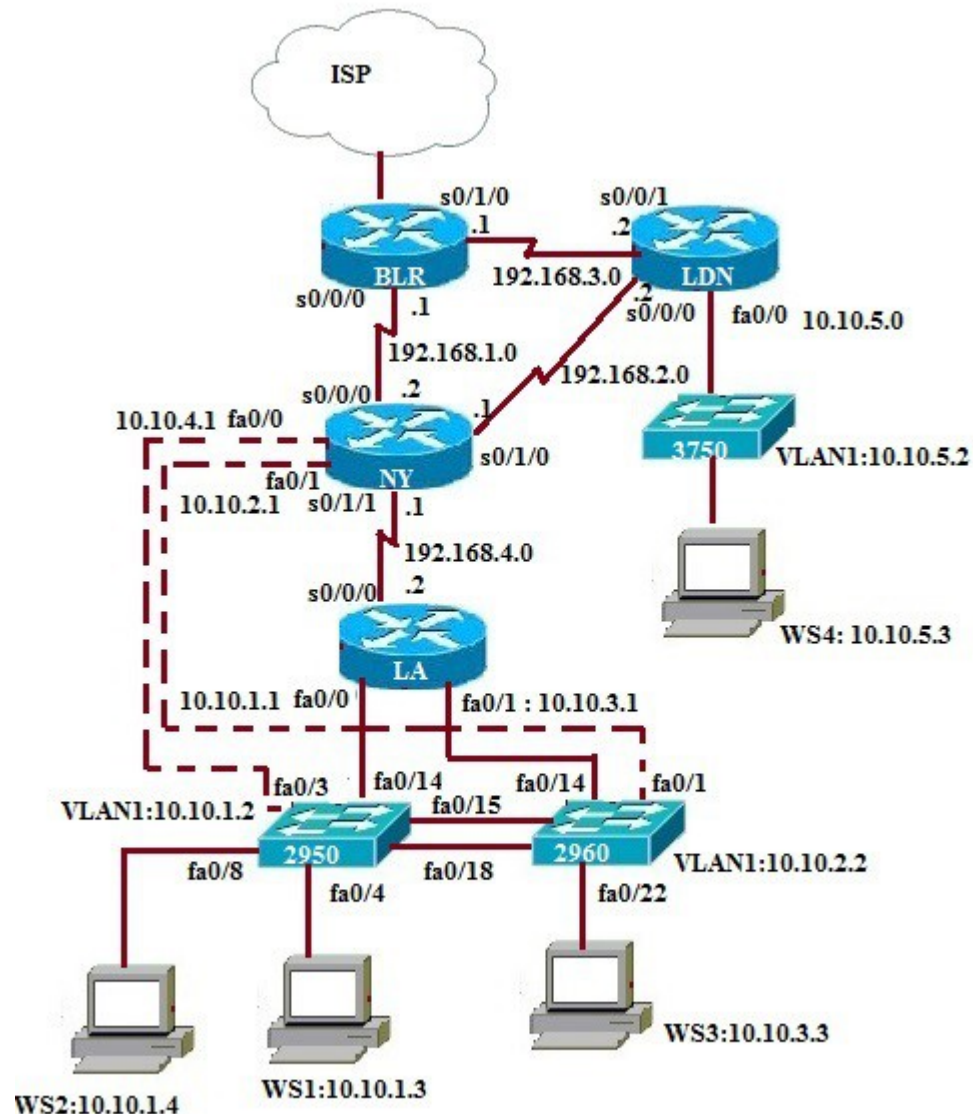 ISP
s0/1/0
.1
s0/0/1
.2
BLR
LDN
192.168.3.0
.2
s0/0/0
.1
s0/0/0
fa0/0
10.10.5.0
192.168.1.0
192.168.2.0
s0/0/0
.2
.1
10.10.4.1 fa0/0
s0/1/0
fa0/1
NY
3750
VLAN1:10.10.5.2
10.10.2.1
s0/1/1
.1
192.168.4.0
s0/0/0
.2
WS4: 10.10.5.3
LA
10.10.1.1 fa0/0
fa0/1 : 10.10.3.1
fa0/3
fa0/14
fa0/14
fa0/1
VLAN1:10.10.1.2
fa0/15
2950
2960
VLAN1:10.10.2.2
fa0/8
fa0/18
fa0/4
fa0/22
WS3:10.10.3.3
WS1:10.10.1.3
WS2:10.10.1.4